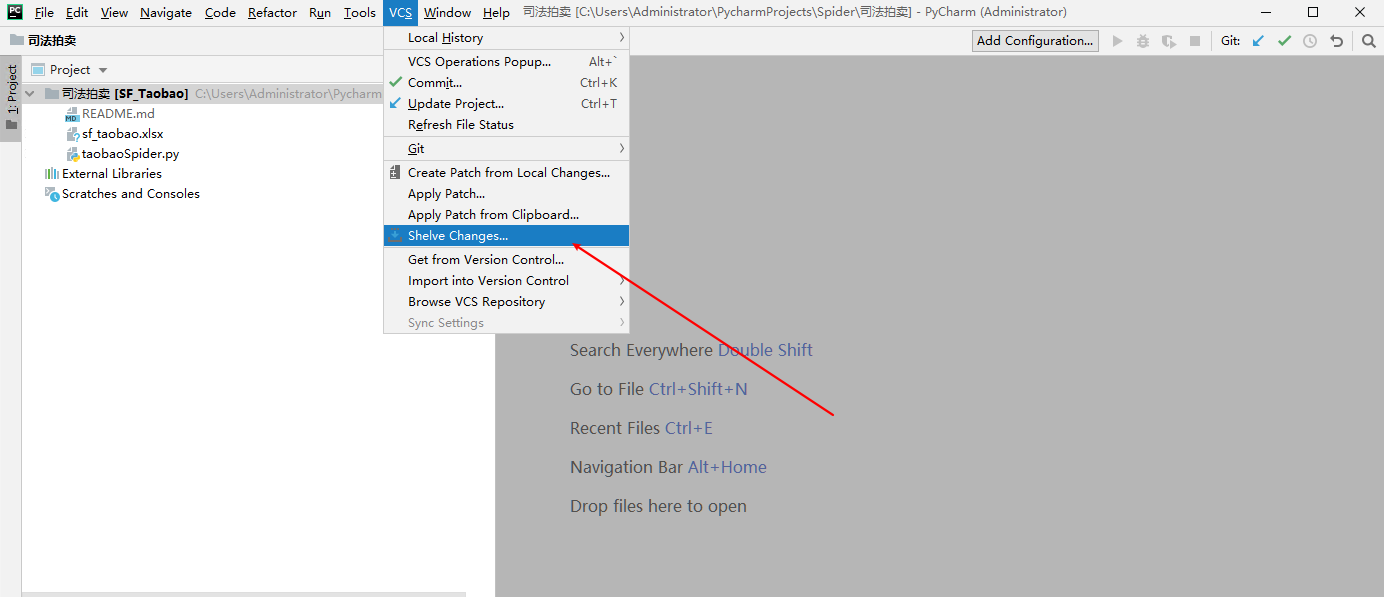 PC File Edit View Navigate Code Refactor Run Tools VCS Window Help 司法拍卖 [C:\Users\Administrator\PycharmProjects\Spider\司法拍卖] - PyCharm (Administrator)
司法拍卖
Add Configuration... Git:
1: Project
Project
司法拍卖 [SF_Taobao] C:\Users\Administrator\Pycharm
MD README.md
sf_taobao.xlsx
taobaoSpider.py
External Libraries
Scratches and Consoles
Local History
VCS Operations Popup... Alt+`
Commit... Ctrl+K
Update Project... Ctrl+T
Refresh File Status
Git
Create Patch from Local Changes...
Apply Patch...
Apply Patch from Clipboard...
Shelve Changes...
Get from Version Control...
Import into Version Control
Browse VCS Repository
Sync Settings
Search Everywhere Double Shift
Go to File Ctrl+Shift+N
Recent Files Ctrl+E
Navigation Bar Alt+Home
Drop files here to open